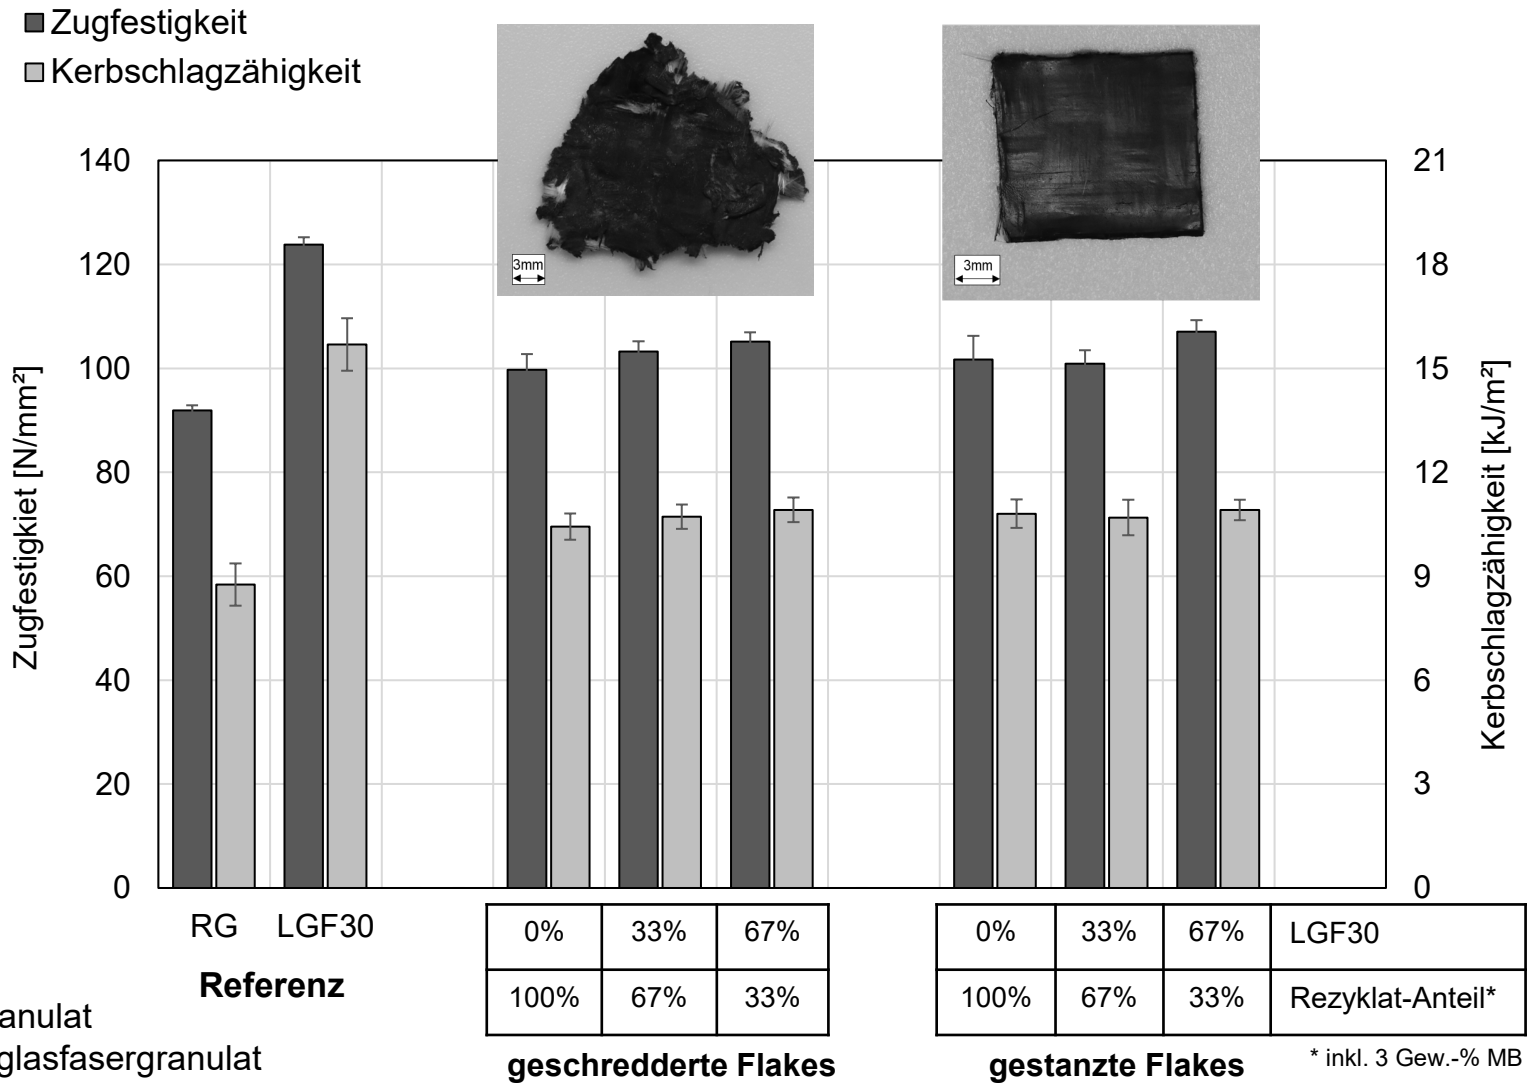 Zugfestigkeit
Kerbschlagzähigkeit
3mm
3mm
140
120
100
80
60
40
20
0
21
18
15
12
9
6
3
0
Zugfestigkiet [N/mm²]
Kerbschlagzähigkeit [kJ/m²]
RG LGF30
Referenz
0% 33% 67%
100% 67% 33%
geschredderte Flakes
0% 33% 67% LGF30
100% 67% 33% Rezyklat-Anteil*
gestanzte Flakes
* inkl. 3 Gew.-% MB
anulat
glasfasergranulat